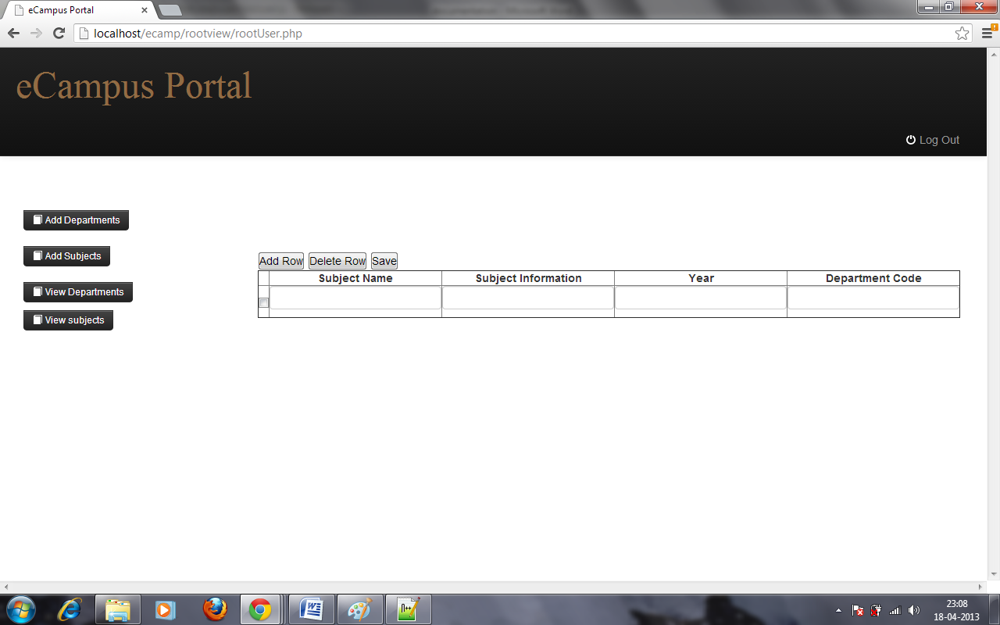 eCampus Portal
localhost/ecamp/rootview/rootUser.php
eCampus Portal
Log Out
Add Departments
Add Subjects
View Departments
View subjects
Add Row Delete Row Save
Subject Name Subject Information Year Department Code
23:08
18-04-2013